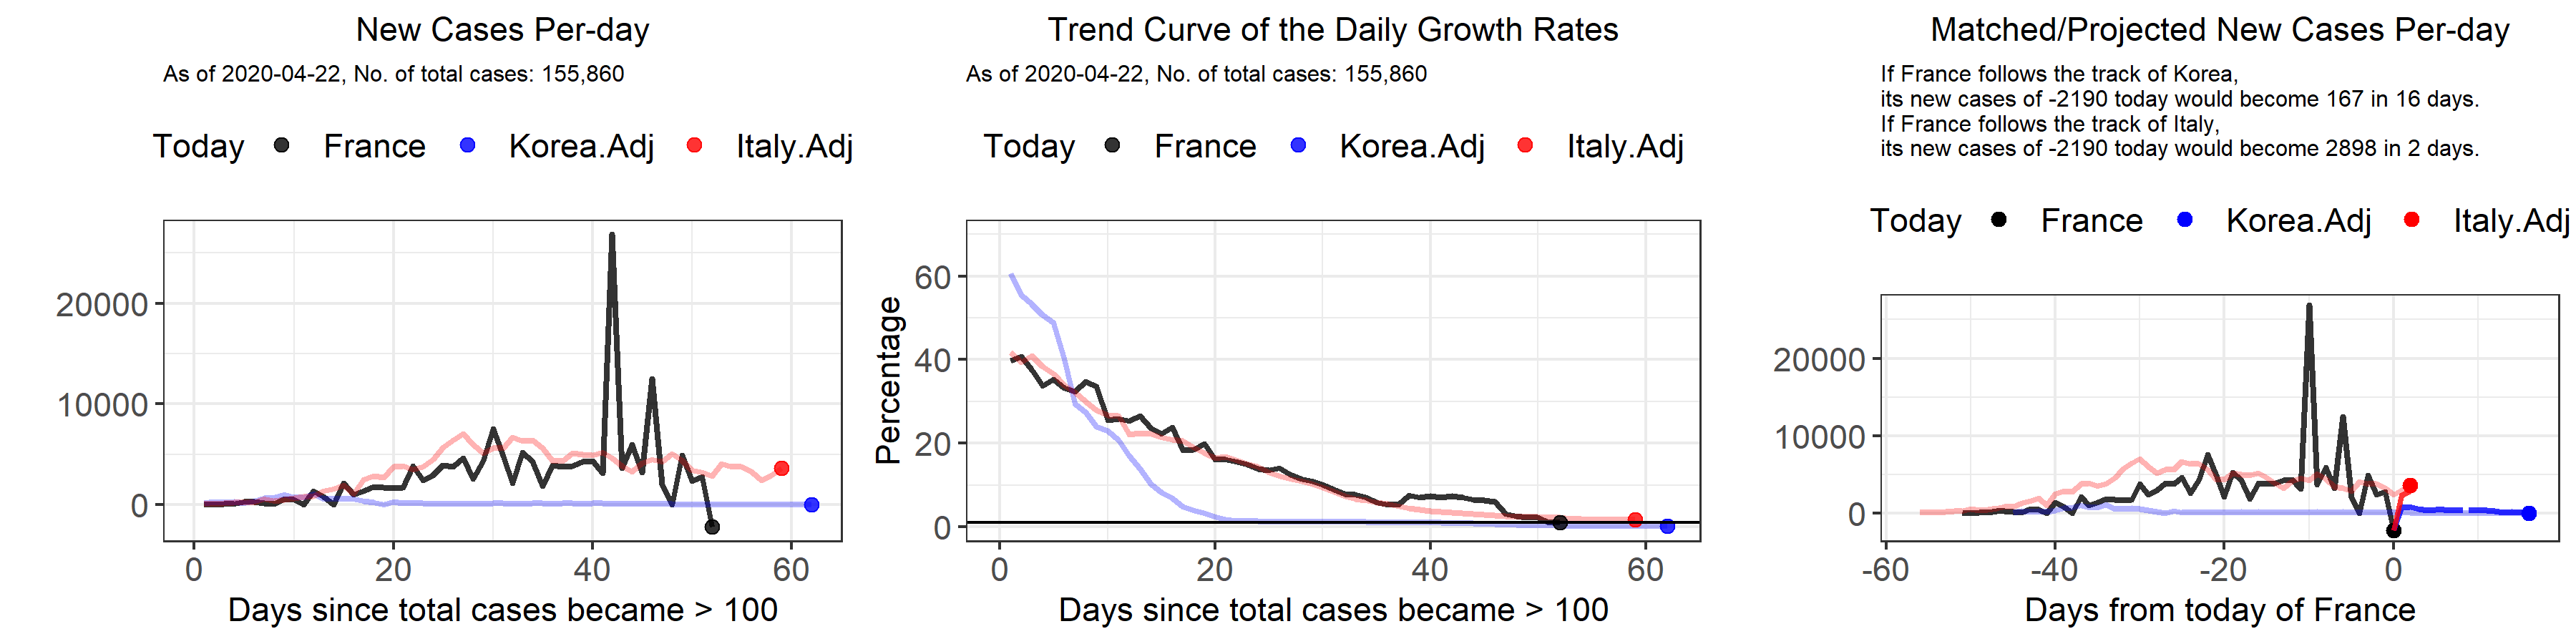 New Cases Per-day
As of 2020-04-22, No. of total cases: 155,860
Today France Korea.Adj Italy.Adj
20000
10000
0
0 20 40 60
Days since total cases became > 100
Trend Curve of the Daily Growth Rates
As of 2020-04-22, No. of total cases: 155,860
Today France Korea.Adj Italy.Adj
Percentage
60
40
20
0
0 20 40 60
Days since total cases became > 100
Matched/Projected New Cases Per-day
If France follows the track of Korea,
its new cases of -2190 today would become 167 in 16 days.
If France follows the track of Italy,
its new cases of -2190 today would become 2898 in 2 days.
Today France Korea.Adj Italy.Adj
20000
10000
0
-60 -40 -20 0
Days from today of France